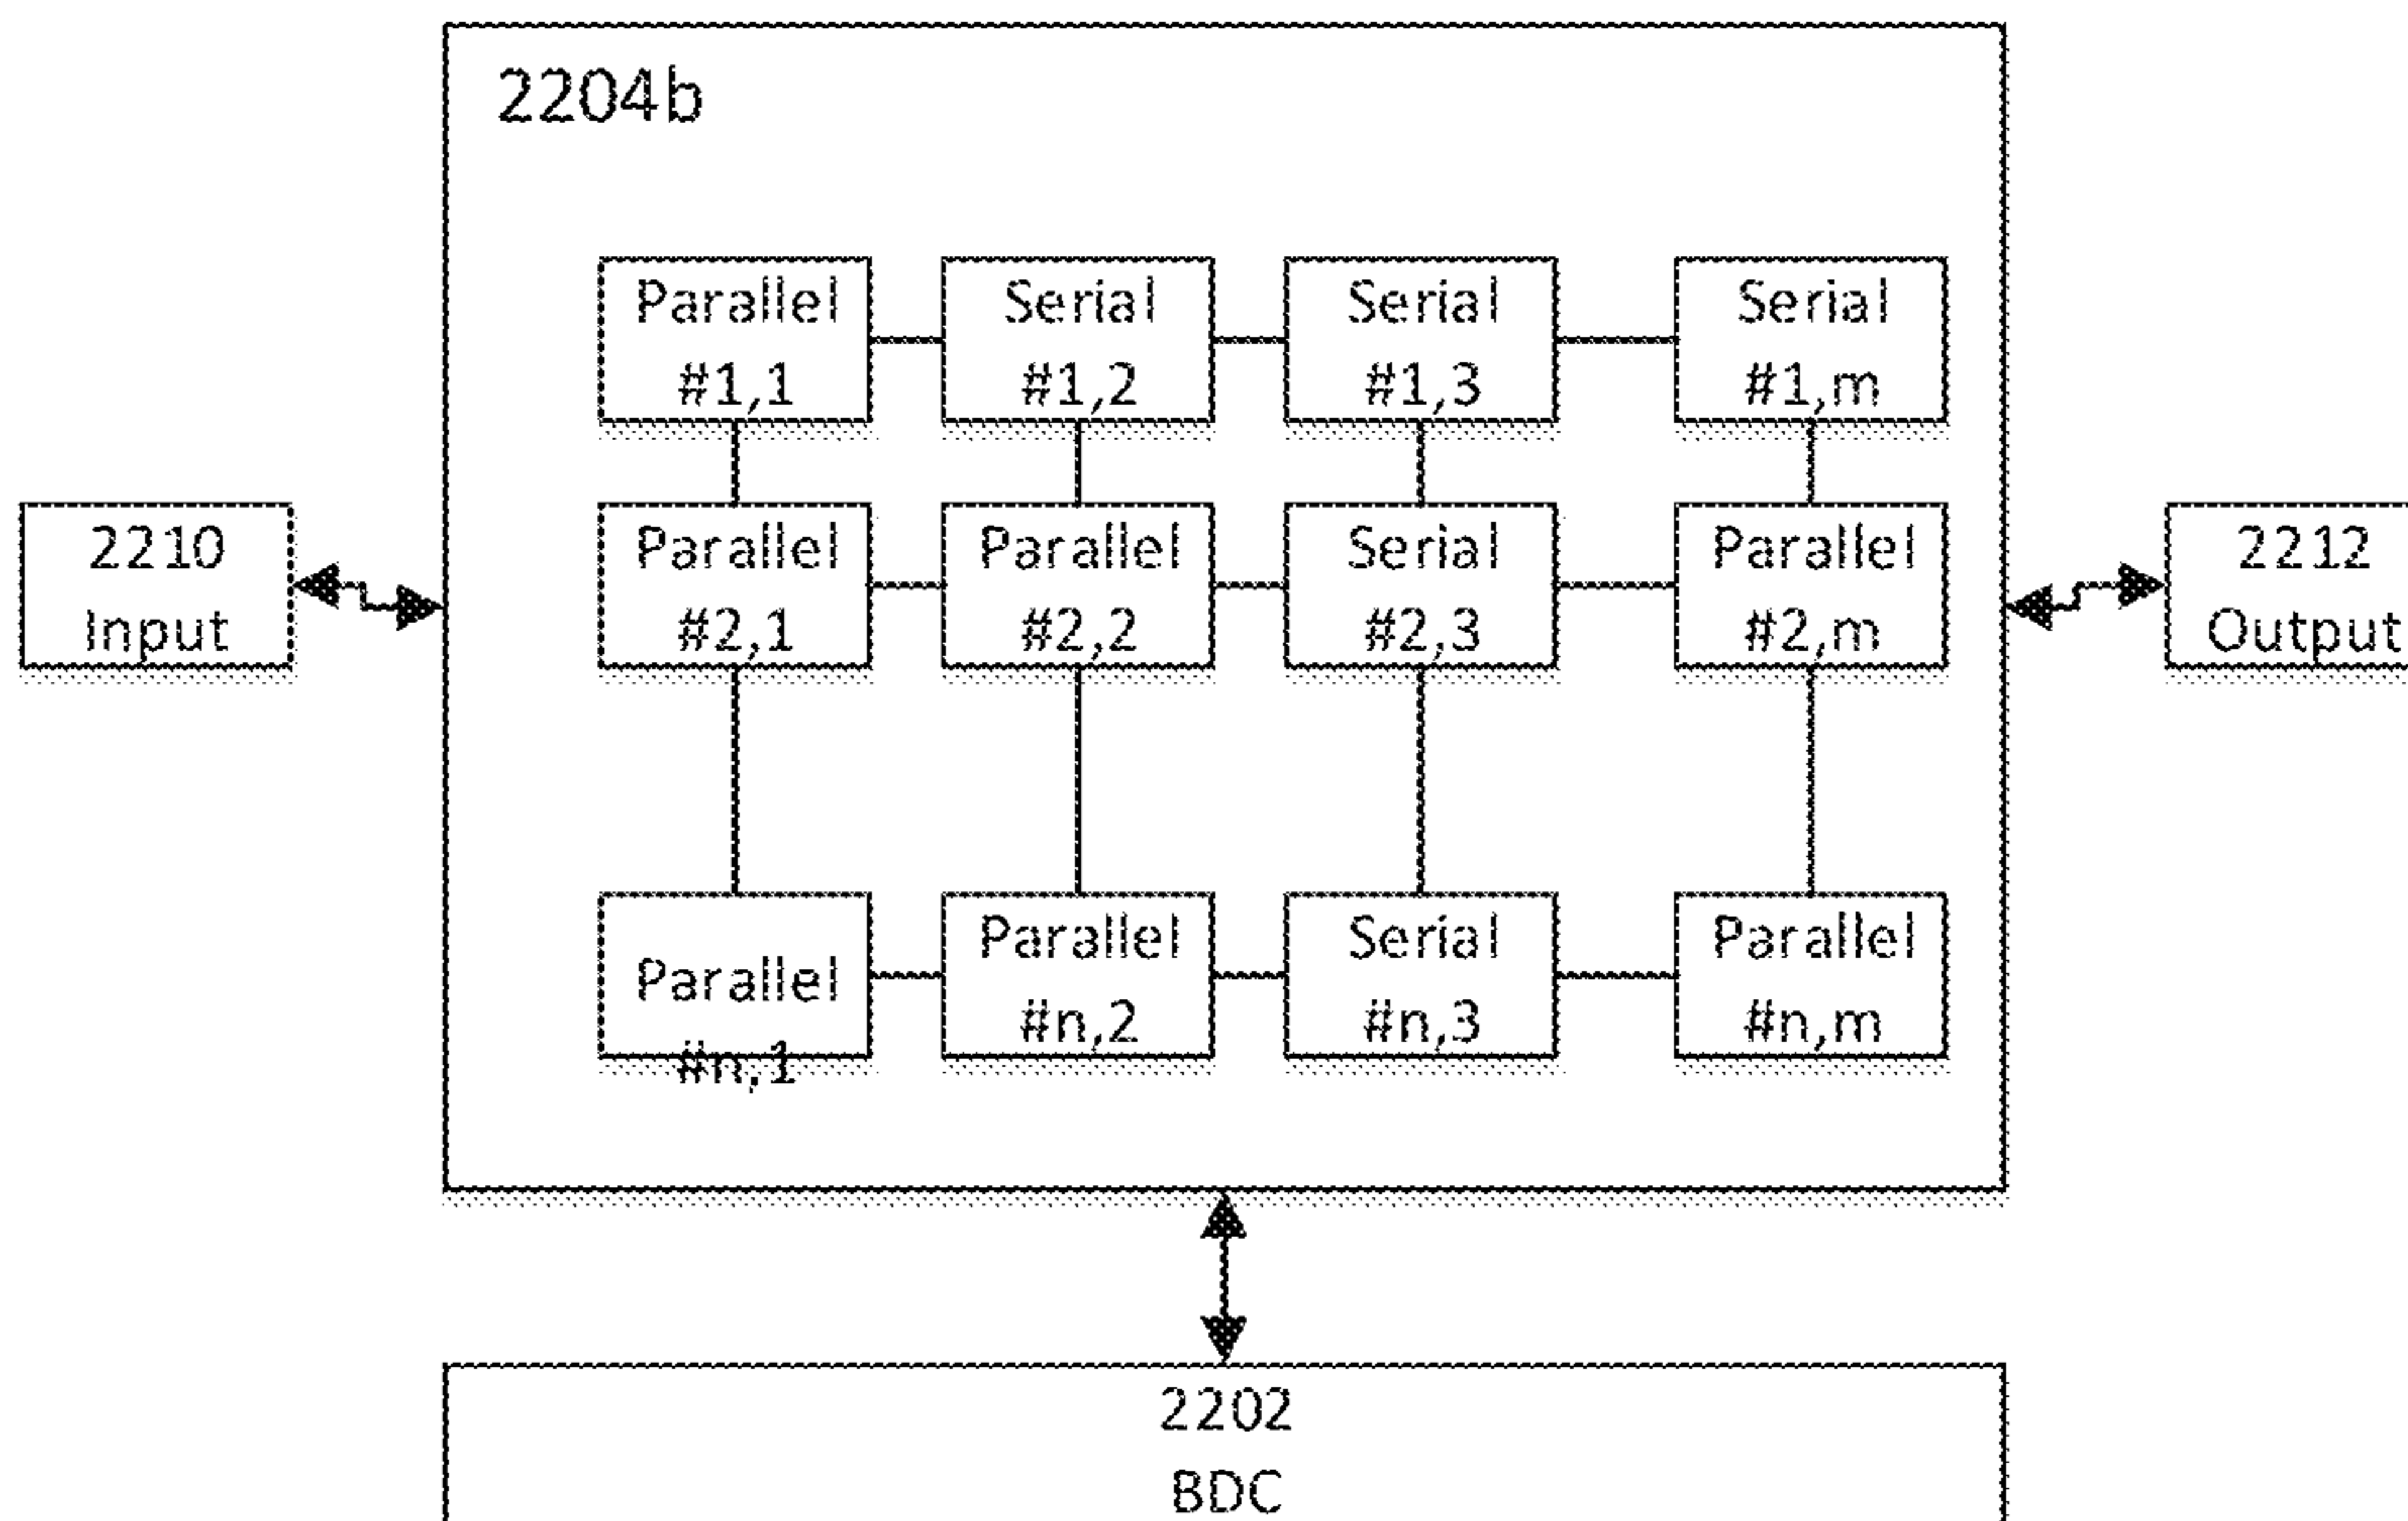 2204b
Parallel
#1,1
Serial
#1,2
Serial
#1,3
Serial
#1,m
2210
Input
Parallel
#2,1
Parallel
#2,2
Serial
#2,3
Parallel
#2,m
2212
Output
Parallel
#n,1
Parallel
#n,2
Serial
#n,3
Parallel
#n,m
2202
BDC